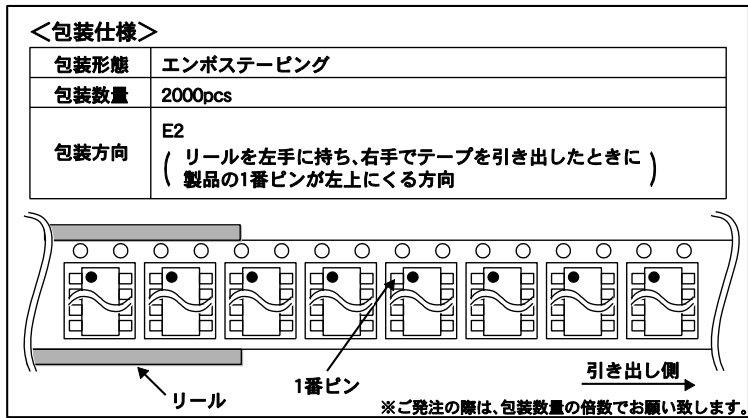 ＜包装仕様＞
包装形態 エンボステーピング
包装数量 2000pcs
包装方向 E2
( リールを左手に持ち、右手でテープを引き出したときに
製品の1番ピンが左上にくる方向 )
リール
1番ピン
引き出し側
※ご発注の際は、包装数量の倍数でお願い致します。